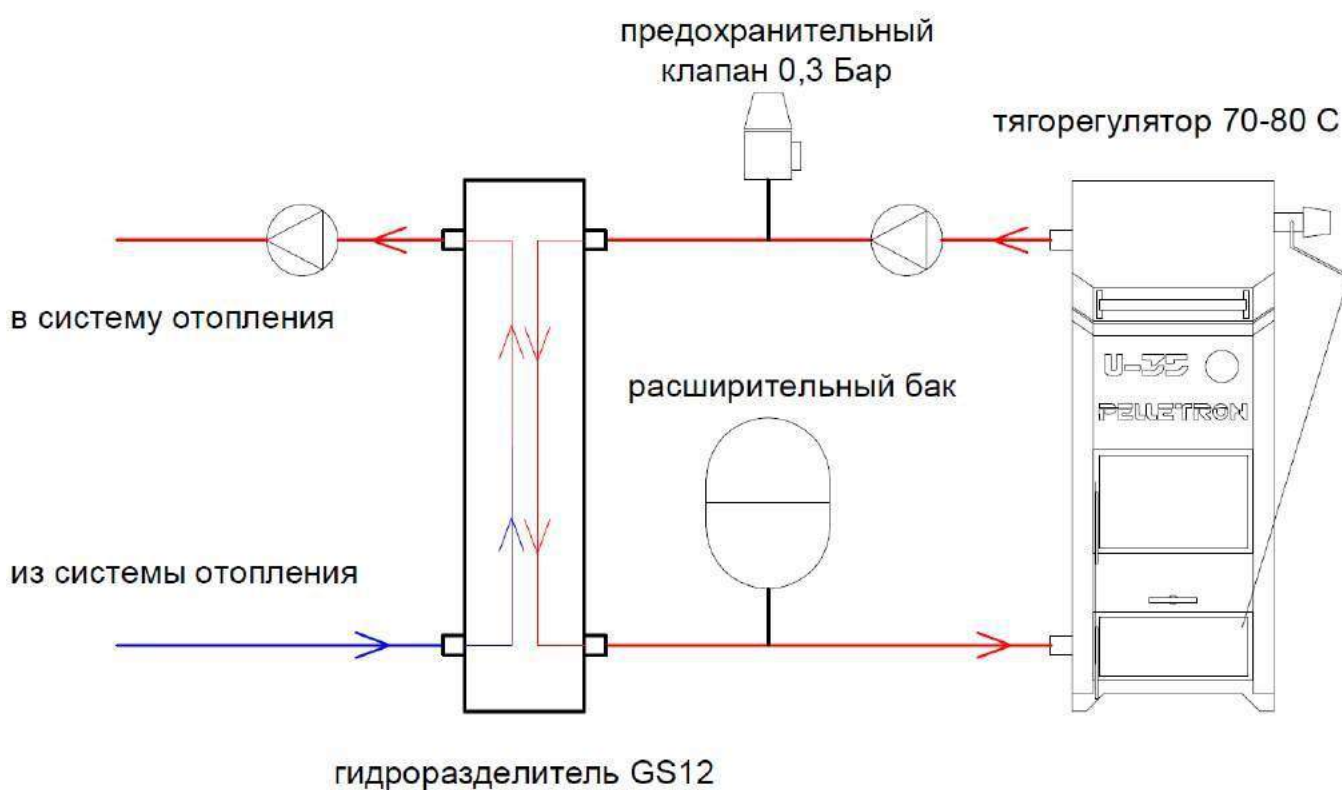 предохранительный
клапан 0,3 Бар
тягорегулятор 70-80 С
в систему отопления
U-35
PELLETRON
расширительный бак
из системы отопления
гидроразделитель GS12